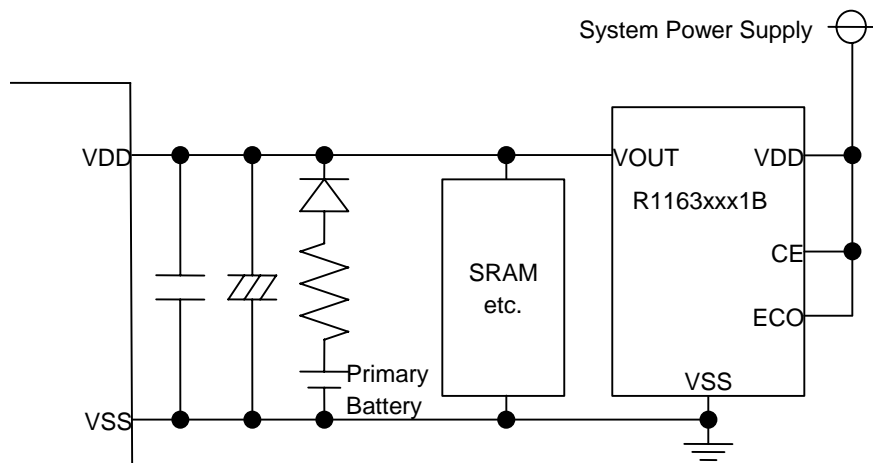 System Power Supply
VDD
VOUT
VDD
R1163xxx1B
CE
SRAM
etc.
ECO
Primary
Battery
VSS
VSS